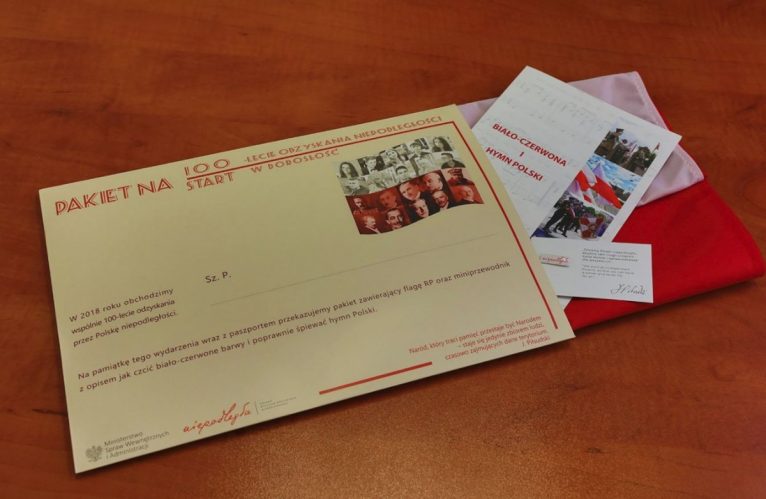 PAKIET NA 100 -LECIE ODZYSKANIA NIEPODLEGŁOŚCI
START W DOROSŁOŚĆ
Sz. P.
W 2018 roku obchodzimy
wspólnie 100-lecie odzyskania
przez Polskę niepodległości.
Na pamiątkę tego wydarzenia wraz z paszportem przekazujemy pakiet zawierający flagę RP oraz miniprzewodnik
z opisem jak czcić biało-czerwone barwy i poprawnie śpiewać hymn Polski.
Naród, który traci pamięć, przestaje być Narodem
– staje się jedynie zbiorem ludzi,
czasowo zajmujących dane terytorium.
J. Piłsudski
Ministerstwo
Spraw Wewnętrznych
i Administracji
niepodległa
BIAŁO-CZERWONA
I
HYMN POLSKI